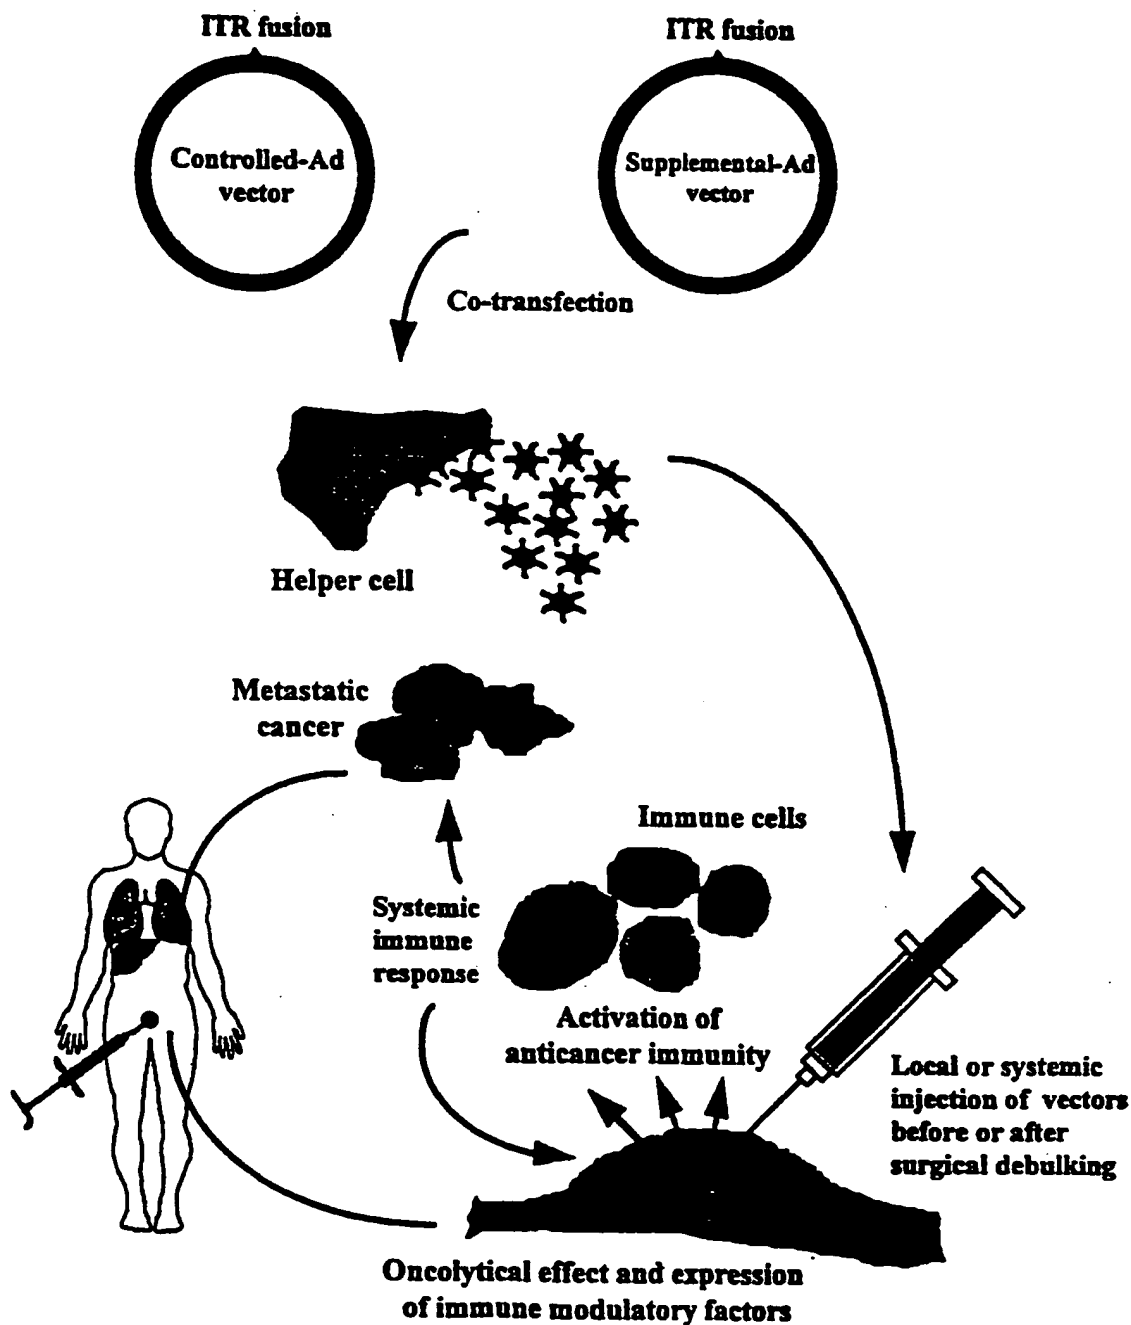 ITR fusion
ITR fusion
Controlled-Ad
vector
Supplemental-Ad
vector
Co-transfection
Helper cell
Metastatic
cancer
Immune cells
Systemic
immune
response
Activation of
anticancer immunity
Local or systemic
injection of vectors
before or after
surgical debulking
Oncolytical effect and expression
of immune modulatory factors